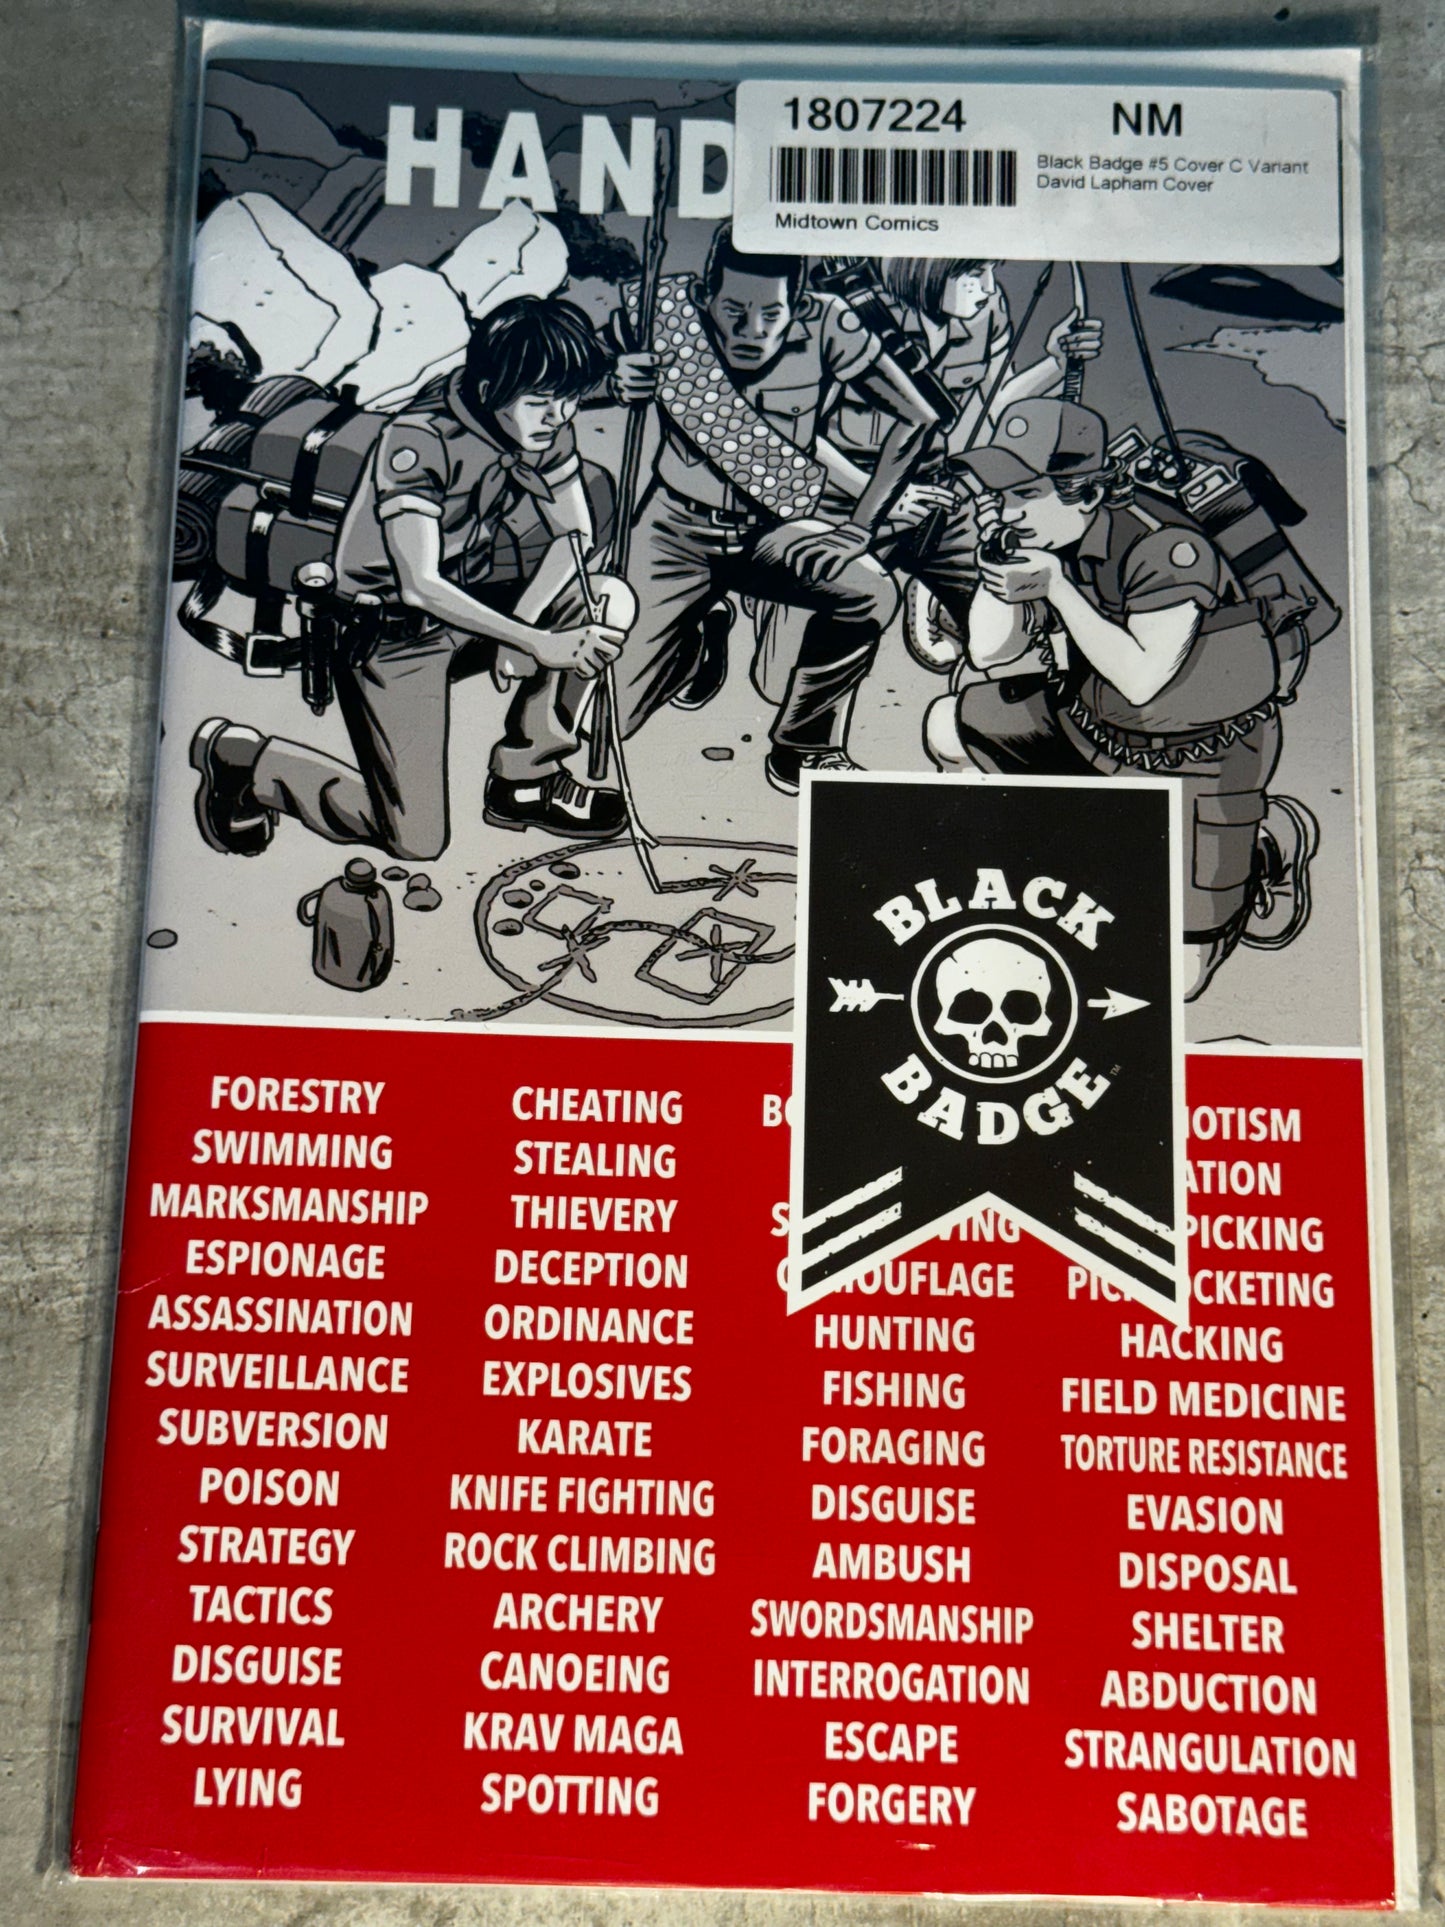 1807224 NM
Black Badge #5 Cover C Variant
David Lapham Cover
Midtown Comics
BLACK
BADGE
TM
FORESTRY
SWIMMING
MARKSMANSHIP
ESPIONAGE
ASSASSINATION
SURVEILLANCE
SUBVERSION
POISON
STRATEGY
TACTICS
DISGUISE
SURVIVAL
LYING
CHEATING
STEALING
THIEVERY
DECEPTION
ORDINANCE
EXPLOSIVES
KARATE
KNIFE FIGHTING
ROCK CLIMBING
ARCHERY
CANOEING
KRAV MAGA
SPOTTING
HUNTING
FISHING
FORAGING
DISGUISE
AMBUSH
SWORDSMANSHIP
INTERROGATION
ESCAPE
FORGERY
HACKING
FIELD MEDICINE
TORTURE RESISTANCE
EVASION
DISPOSAL
SHELTER
ABDUCTION
STRANGULATION
SABOTAGE